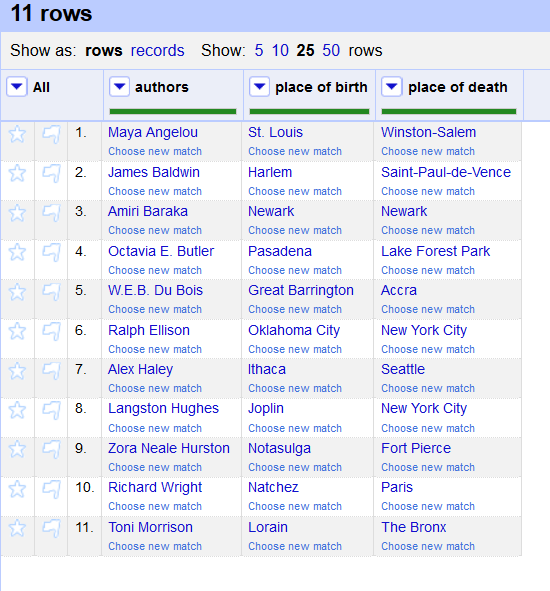 11 rows
Show as: rows records Show: 5 10 25 50 rows
All authors place of birth place of death
1. Maya Angelou St. Louis Winston-Salem
Choose new match Choose new match Choose new match
2. James Baldwin Harlem Saint-Paul-de-Vence
Choose new match Choose new match Choose new match
3. Amiri Baraka Newark Newark
Choose new match Choose new match Choose new match
4. Octavia E. Butler Pasadena Lake Forest Park
Choose new match Choose new match Choose new match
5. W.E.B. Du Bois Great Barrington Accra
Choose new match Choose new match Choose new match
6. Ralph Ellison Oklahoma City New York City
Choose new match Choose new match Choose new match
7. Alex Haley Ithaca Seattle
Choose new match Choose new match Choose new match
8. Langston Hughes Joplin New York City
Choose new match Choose new match Choose new match
9. Zora Neale Hurston Notasulga Fort Pierce
Choose new match Choose new match Choose new match
10. Richard Wright Natchez Paris
Choose new match Choose new match Choose new match
11. Toni Morrison Lorain The Bronx
Choose new match Choose new match Choose new match